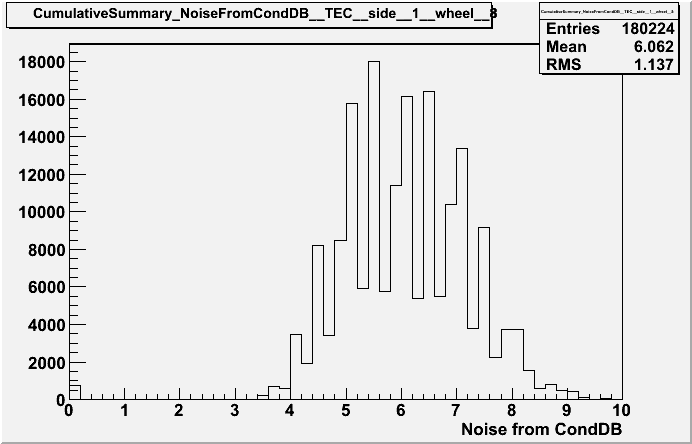 CumulativeSummary_NoiseFromCondDB__TEC__side__1__wheel__8
CumulativeSummary_NoiseFromCondDB__TEC__side__1__wheel__8
Entries 180224
Mean 6.062
RMS 1.137
18000
16000
14000
12000
10000
8000
6000
4000
2000
0
0 1 2 3 4 5 6 7 8 9 10
Noise from CondDB